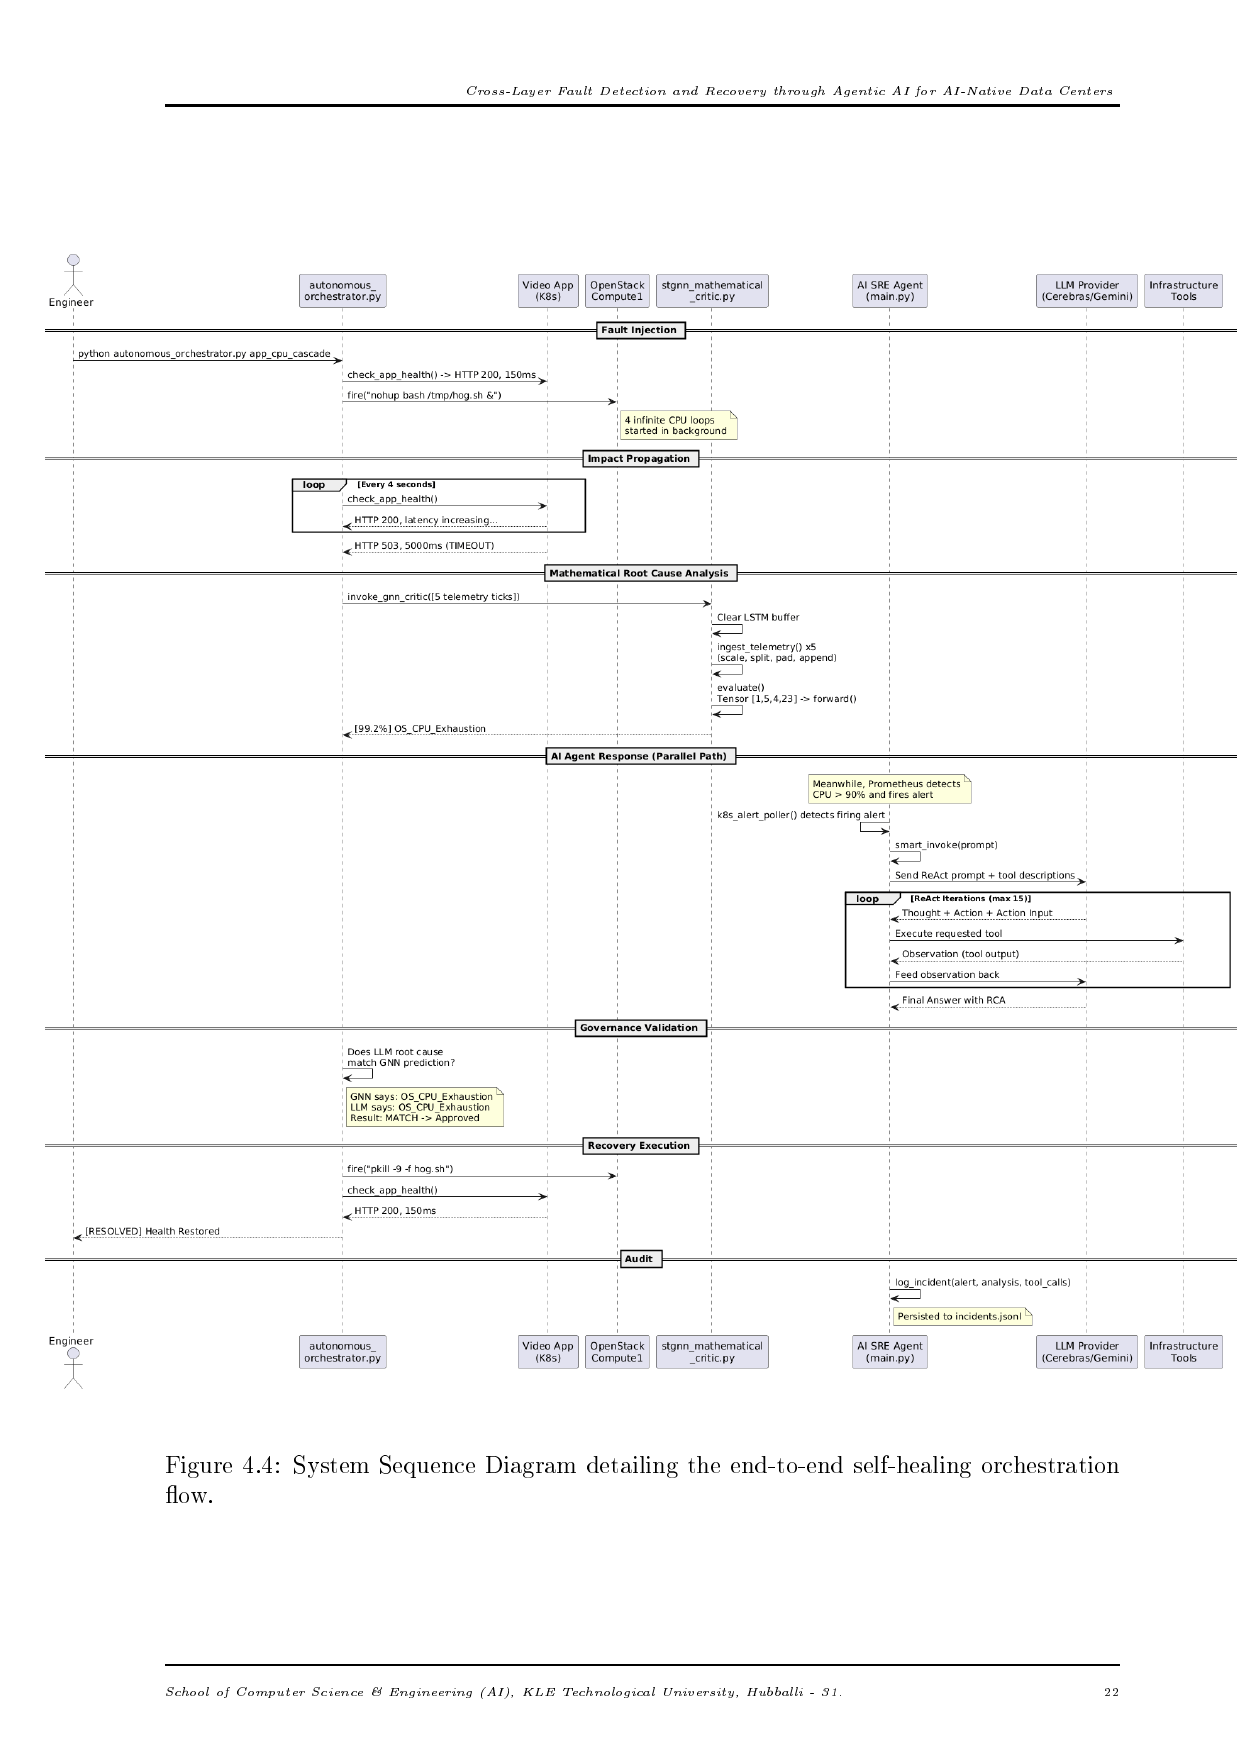 Cross-Layer Fault Detection and Recovery through Agentic AI for AI-Native Data Centers
Engineer
autonomous_
orchestrator.py
Video App
(K8s)
OpenStack
Compute1
stgnn_mathematical
_critic.py
AI SRE Agent
(main.py)
LLM Provider
(Cerebras/Gemini)
Infrastructure
Tools
Fault Injection
python autonomous_orchestrator.py app_cpu_cascade
check_app_health() -> HTTP 200, 150ms
fire("nohup bash /tmp/hog.sh &")
4 infinite CPU loops
started in background
Impact Propagation
loop [Every 4 seconds]
check_app_health()
HTTP 200, latency increasing...
HTTP 503, 5000ms (TIMEOUT)
Mathematical Root Cause Analysis
invoke_gnn_critic([5 telemetry ticks])
Clear LSTM buffer
ingest_telemetry() x5
(scale, split, pad, append)
evaluate()
Tensor [1,5,4,23] -> forward()
[99.2%] OS_CPU_Exhaustion
AI Agent Response (Parallel Path)
Meanwhile, Prometheus detects
CPU > 90% and fires alert
k8s_alert_poller() detects firing alert
smart_invoke(prompt)
Send ReAct prompt + tool descriptions
loop [ReAct Iterations (max 15)]
Thought + Action + Action Input
Execute requested tool
Observation (tool output)
Feed observation back
Final Answer with RCA
Governance Validation
Does LLM root cause
match GNN prediction?
GNN says: OS_CPU_Exhaustion
LLM says: OS_CPU_Exhaustion
Result: MATCH -> Approved
Recovery Execution
fire("pkill -9 -f hog.sh")
check_app_health()
HTTP 200, 150ms
[RESOLVED] Health Restored
Audit
log_incident(alert, analysis, tool_calls)
Persisted to incidents.jsonl
Engineer
autonomous_
orchestrator.py
Video App
(K8s)
OpenStack
Compute1
stgnn_mathematical
_critic.py
AI SRE Agent
(main.py)
LLM Provider
(Cerebras/Gemini)
Infrastructure
Tools
Figure 4.4: System Sequence Diagram detailing the end-to-end self-healing orchestration
flow.
School of Computer Science & Engineering (AI), KLE Technological University, Hubballi - 31. 22